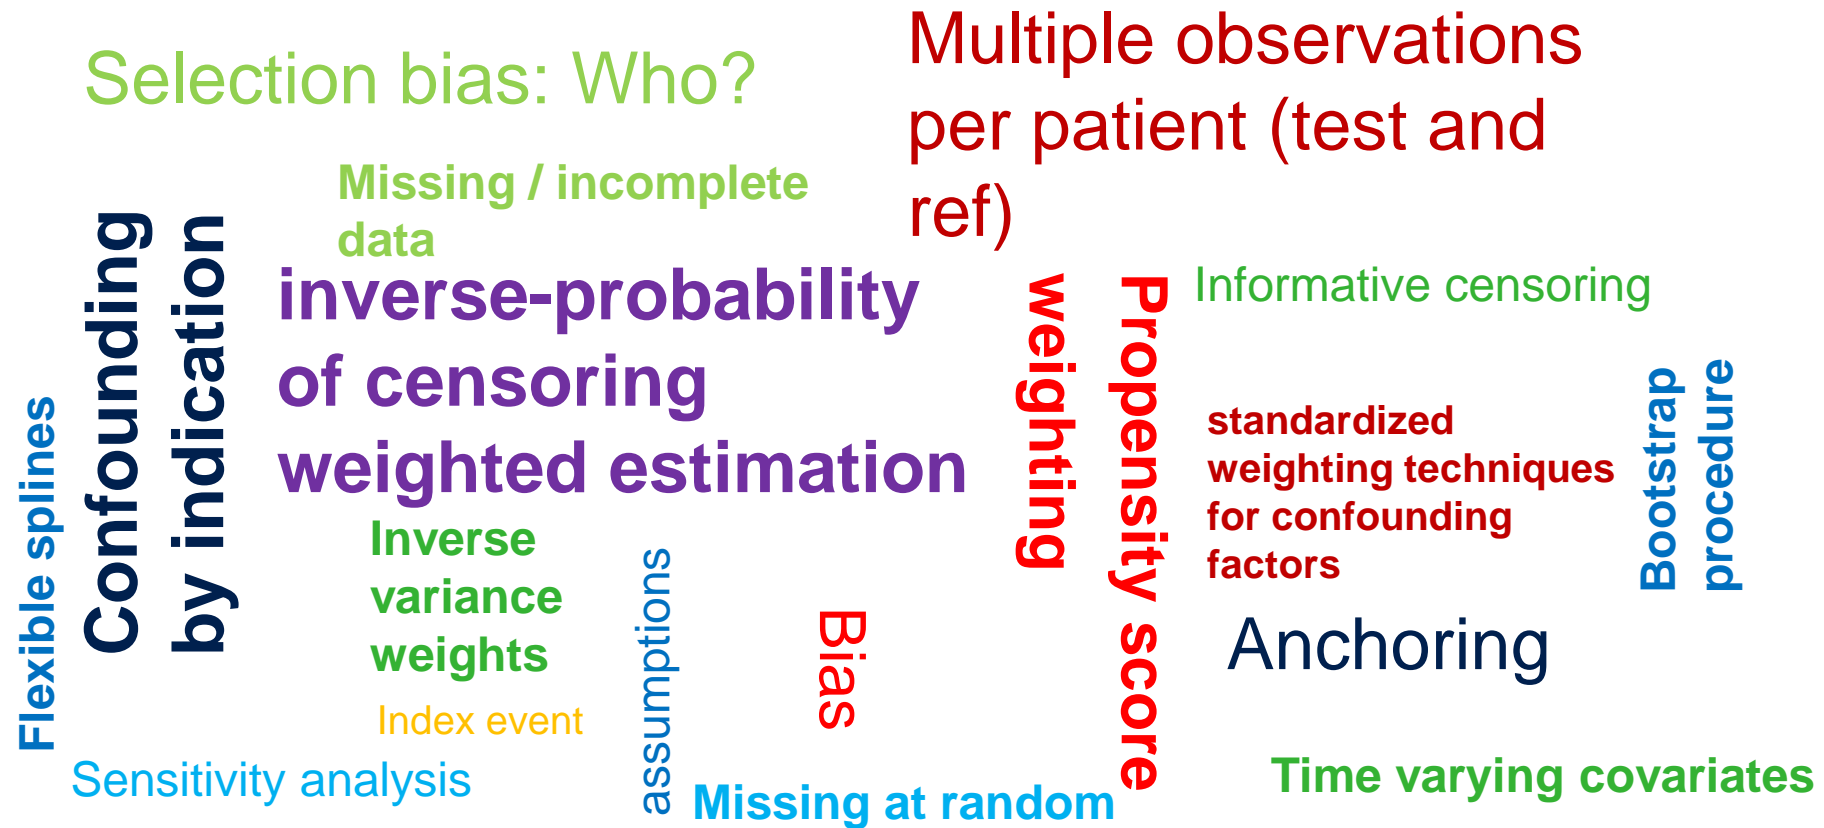 Selection bias: Who?
Multiple observations
per patient (test and
ref)
Missing / incomplete
data
Confounding
by indication
inverse-probability
of censoring
weighted estimation
Propensity score
weighting
Informative censoring
Flexible splines
standardized
weighting techniques
for confounding
factors
Bootstrap
procedure
Inverse
variance
weights
assumptions
Bias
Anchoring
Index event
Sensitivity analysis
Missing at random
Time varying covariates